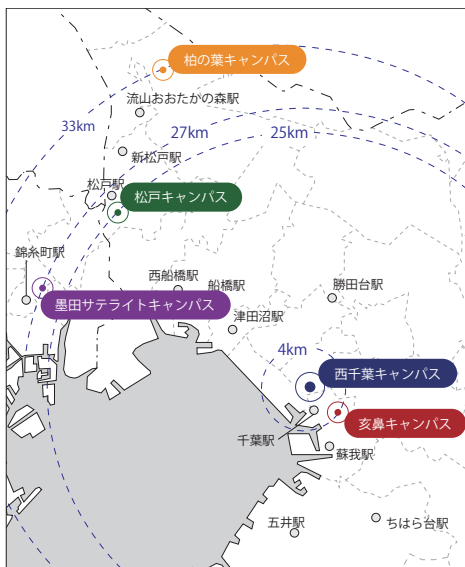 柏の葉キャンパス
流山おおたかの森駅
33km
27km
25km
新松戸駅
松戸駅
松戸キャンパス
錦糸町駅
西船橋駅
船橋駅
勝田台駅
墨田サテライトキャンパス
津田沼駅
4km
西千葉キャンパス
亥鼻キャンパス
千葉駅
蘇我駅
五井駅
ちはら台駅